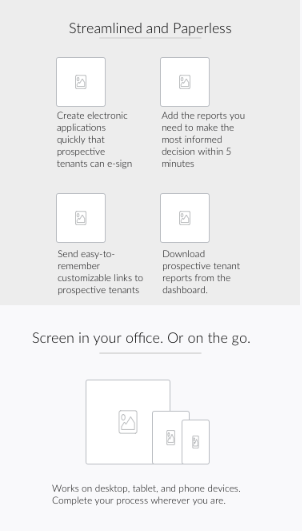 Streamlined and Paperless
Create electronic
applications
quickly that
prospective
tenants can e-sign
Add the reports you
need to make the
most informed
decision within 5
minutes
Send easy-to-
remember
customizable links to
prospective tenants
Download
prospective tenant
reports from the
dashboard.
Screen in your office. Or on the go.
Works on desktop, tablet, and phone devices.
Complete your process wherever you are.